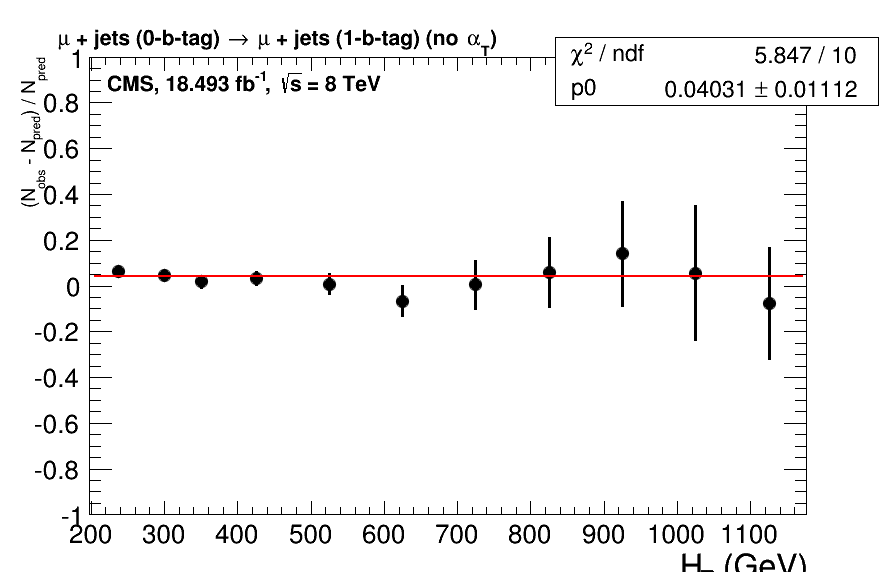 μ + jets (0-b-tag) → μ + jets (1-b-tag) (no α_T)
χ² / ndf 5.847 / 10
p0 0.04031 ± 0.01112
CMS, 18.493 fb⁻¹, √s = 8 TeV
(N_obs - N_pred) / N_pred
1
0.8
0.6
0.4
0.2
0
-0.2
-0.4
-0.6
-0.8
-1
200 300 400 500 600 700 800 900 1000 1100
(GeV)